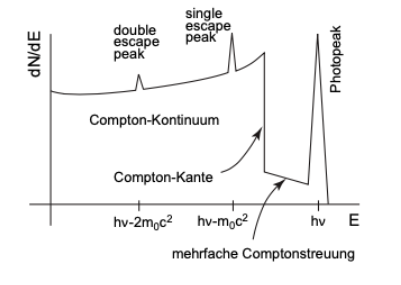 single
escape
peak
double
escape
peak
dN/dE
Photopeak
Compton-Kontinuum
Compton-Kante
hν-2m₀c²
hν-m₀c²
hν
E
mehrfache Comptonstreuung